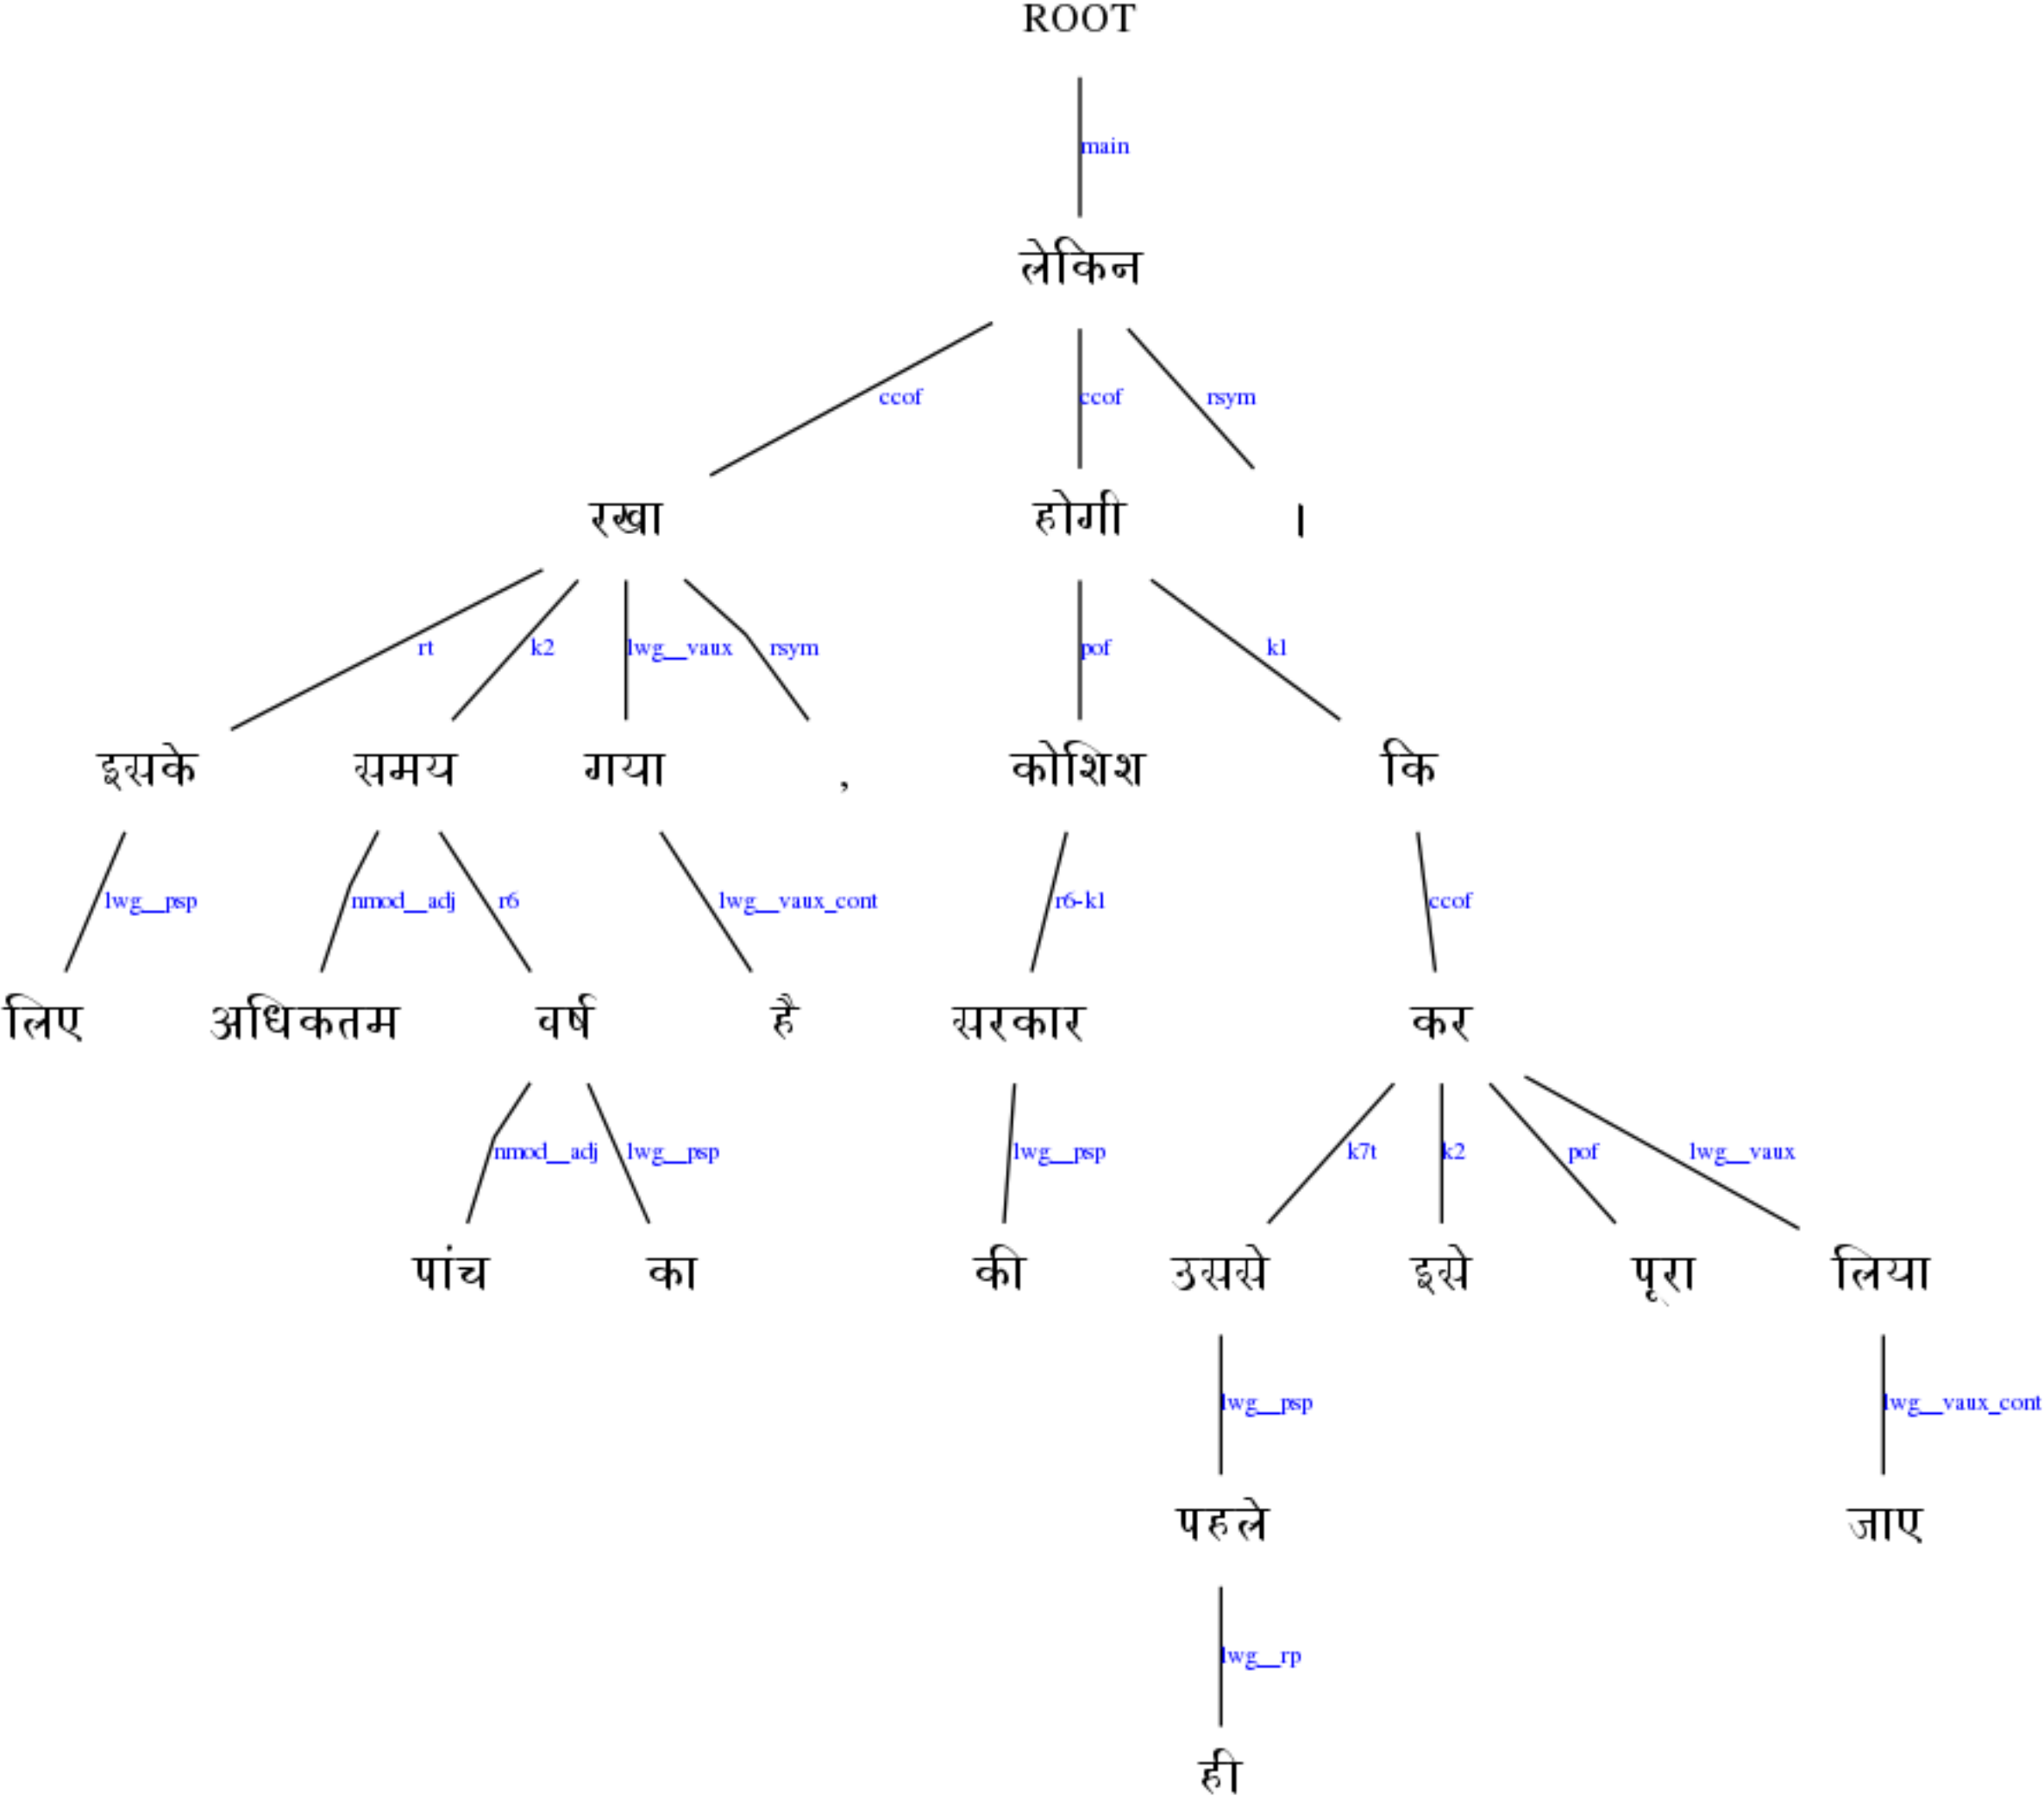 ROOT
main
लेकिन
ccof ccof rsym
रखा होगी ।
rt k2 lwg__vaux rsym pof k1
इसके समय गया , कोशिश कि
lwg__psp nmod__adj r6 lwg__vaux_cont r6-k1 ccof
लिए अधिकतम वर्ष है सरकार कर
nmod__adj lwg__psp lwg__psp k7t k2 pof lwg__vaux
पांच का की उससे इसे पूरा लिया
lwg__psp lwg__vaux_cont
पहले जाए
lwg__rp
ही